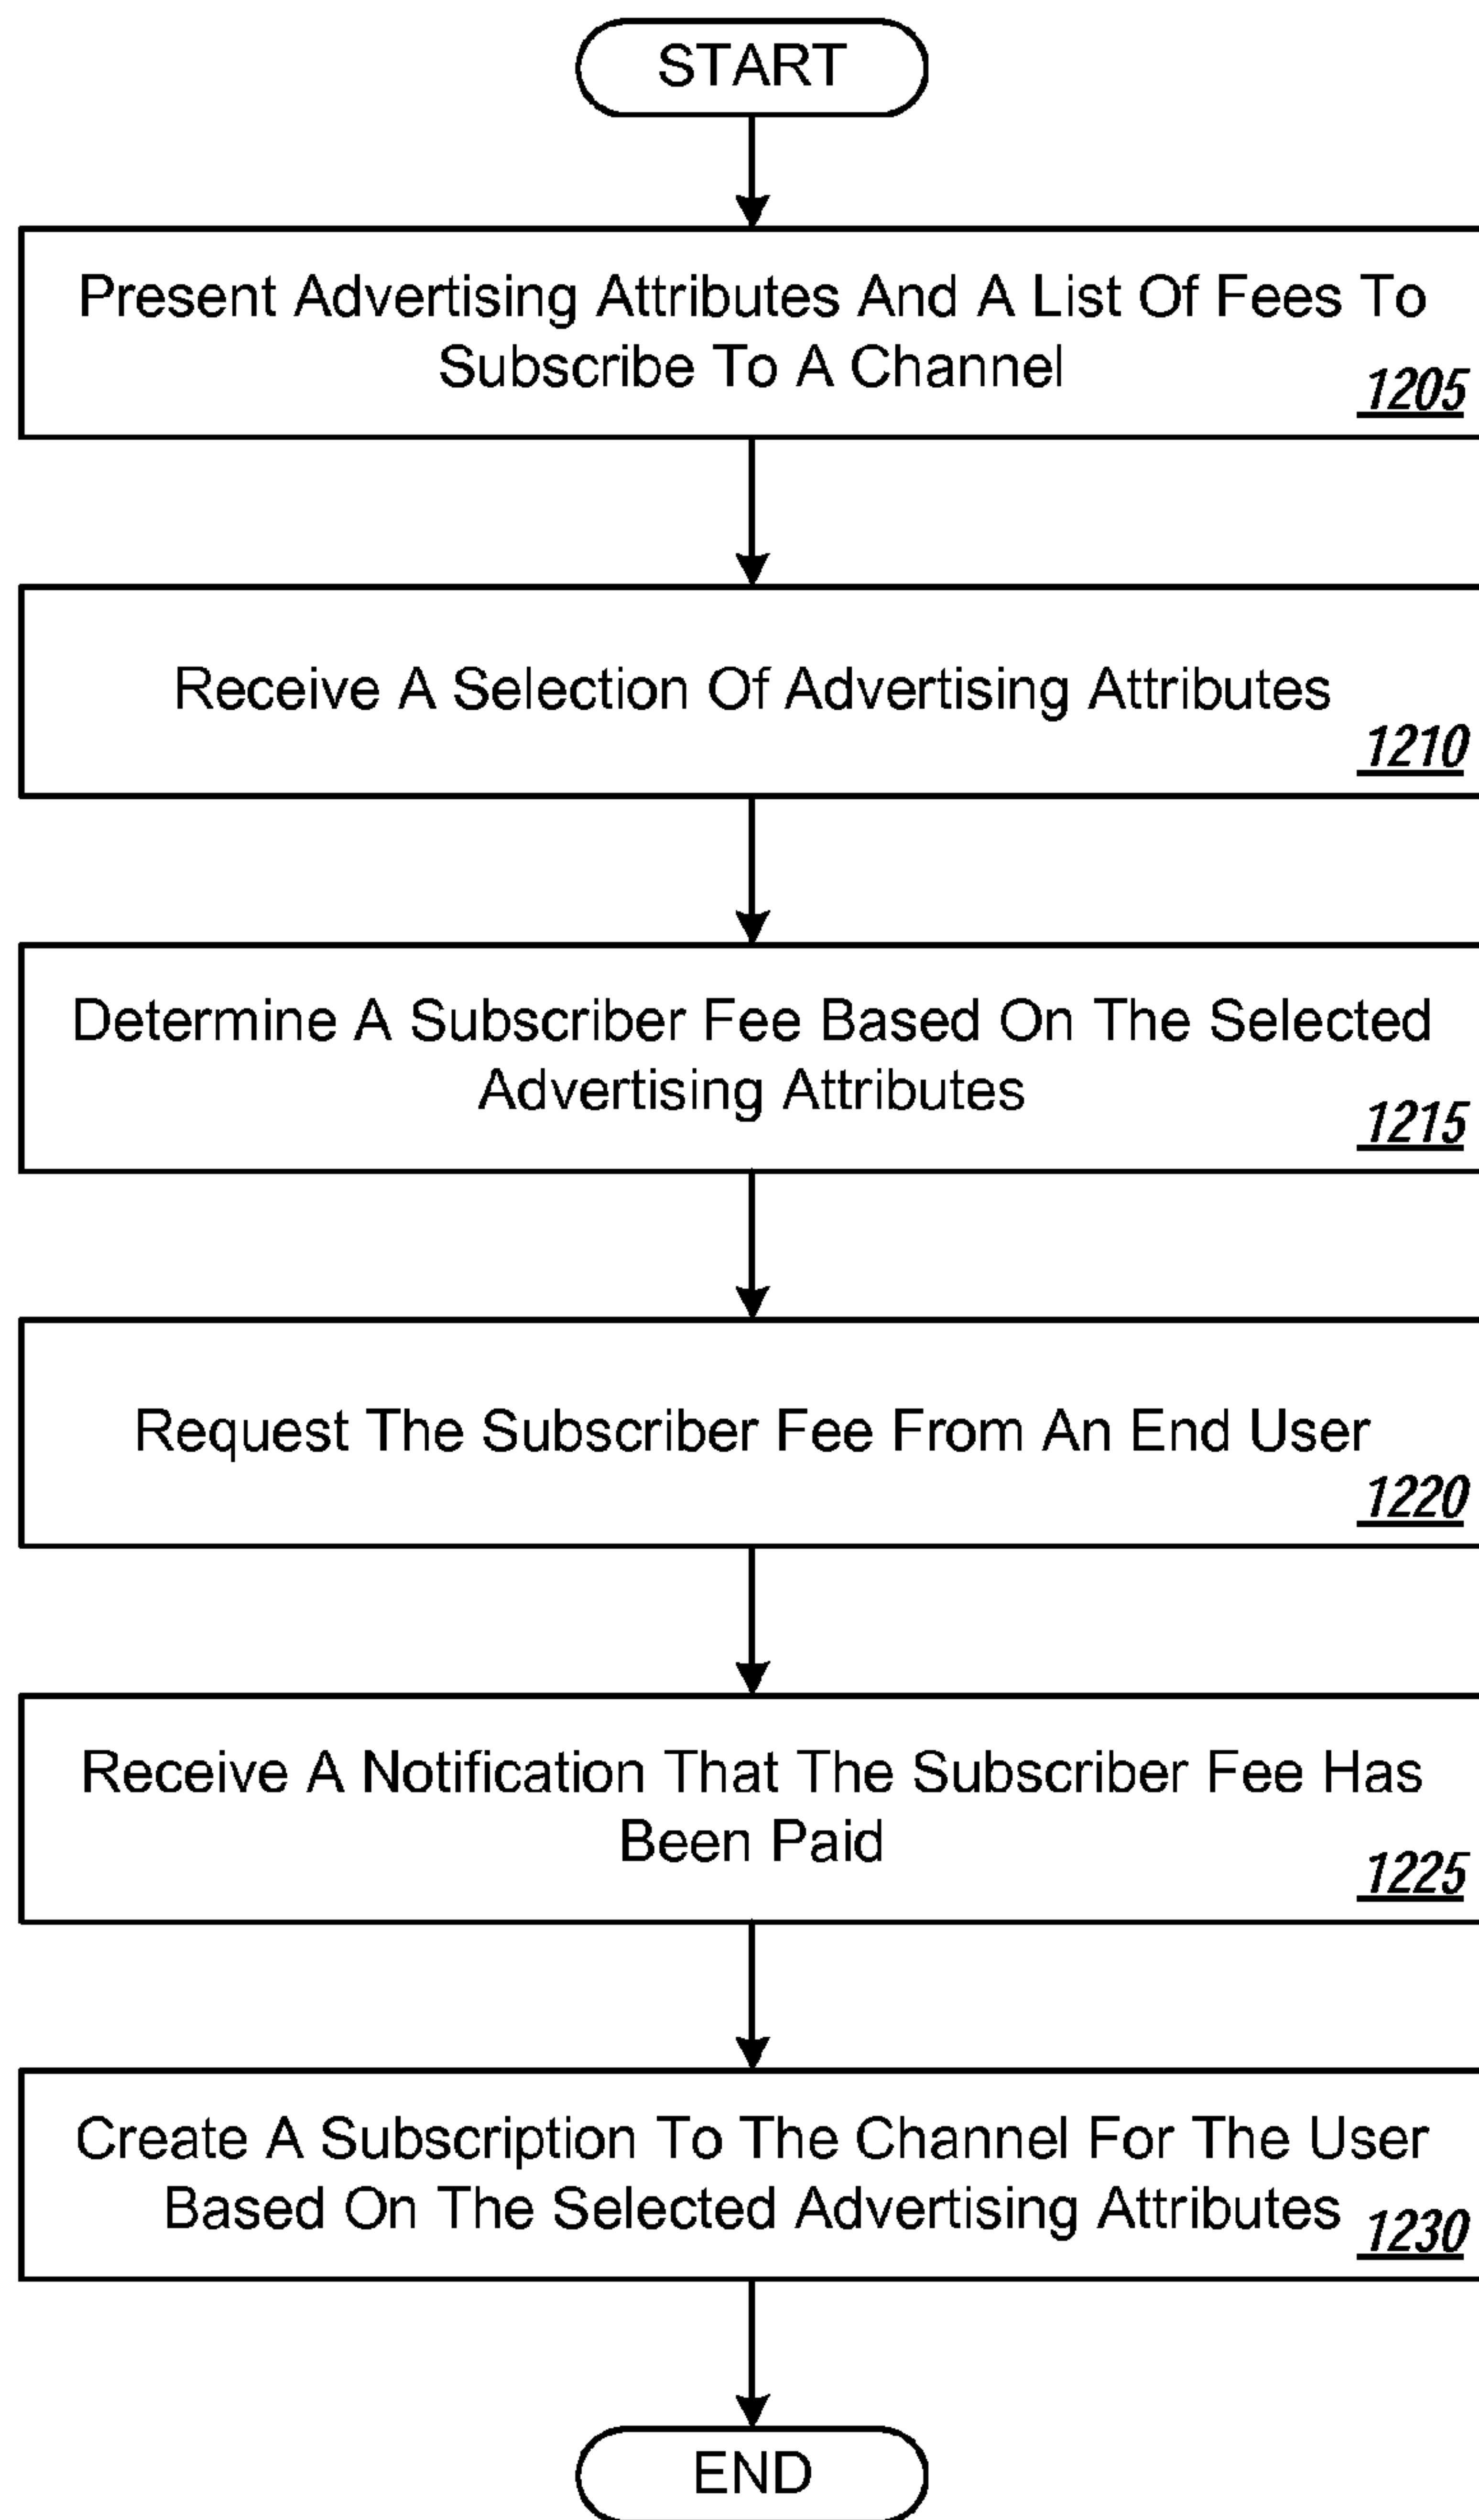 START
Present Advertising Attributes And A List Of Fees To
Subscribe To A Channel
1205
Receive A Selection Of Advertising Attributes
1210
Determine A Subscriber Fee Based On The Selected
Advertising Attributes
1215
Request The Subscriber Fee From An End User
1220
Receive A Notification That The Subscriber Fee Has
Been Paid
1225
Create A Subscription To The Channel For The User
Based On The Selected Advertising Attributes
1230
END